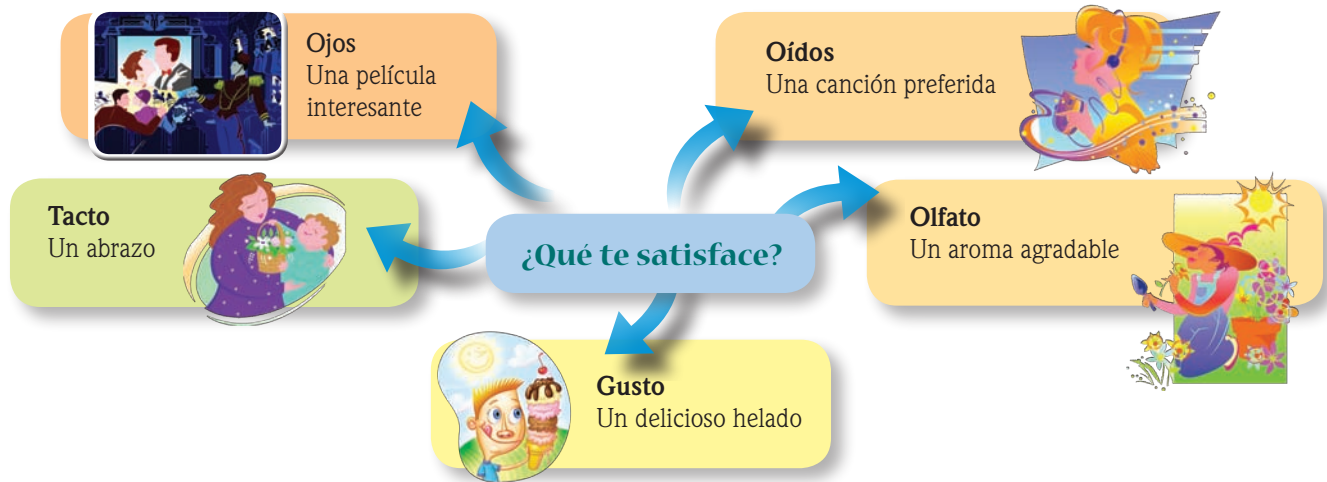 Ojos
Una película
interesante
Oídos
Una canción preferida
Tacto
Un abrazo
¿Qué te satisface?
Olfato
Un aroma agradable
Gusto
Un delicioso helado